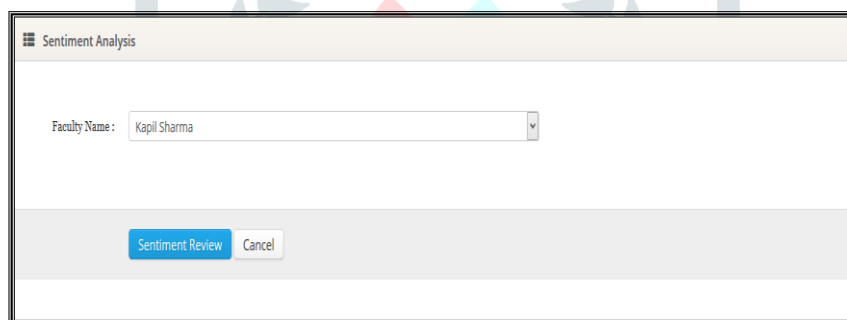 Sentiment Analysis
Faculty Name : Kapil Sharma
Sentiment Review Cancel